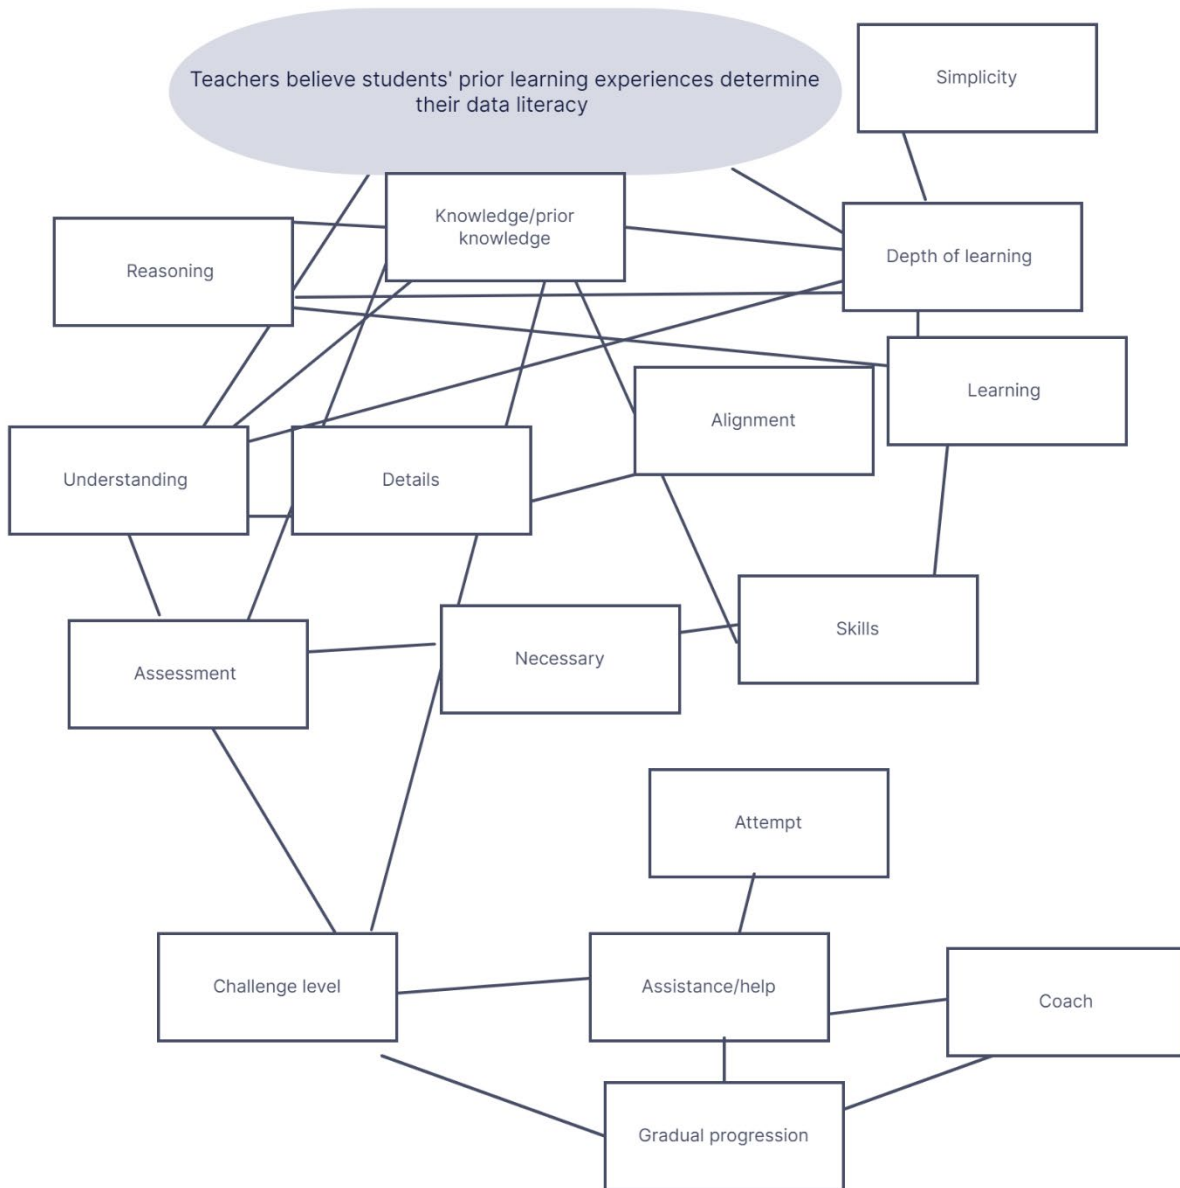 Teachers believe students' prior learning experiences determine
their data literacy
Simplicity
Knowledge/prior
knowledge
Depth of learning
Reasoning
Learning
Alignment
Understanding
Details
Skills
Necessary
Assessment
Attempt
Challenge level
Assistance/help
Coach
Gradual progression